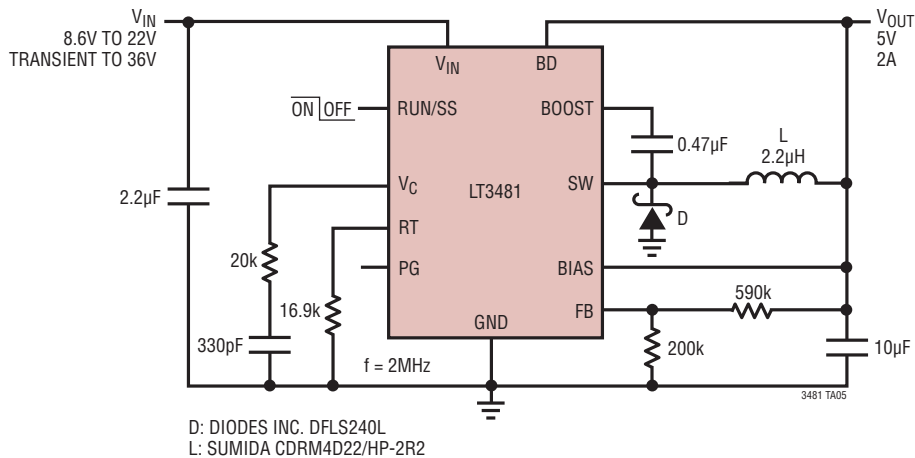 VIN
8.6V TO 22V
TRANSIENT TO 36V
VOUT
5V
2A
VIN
BD
ON OFF
RUN/SS
BOOST
0.47µF
L
2.2µH
2.2µF
VC
LT3481
SW
D
RT
20k
PG
BIAS
16.9k
590k
FB
GND
330pF
f = 2MHz
200k
10µF
3481 TA05
D: DIODES INC. DFLS240L
L: SUMIDA CDRM4D22/HP-2R2